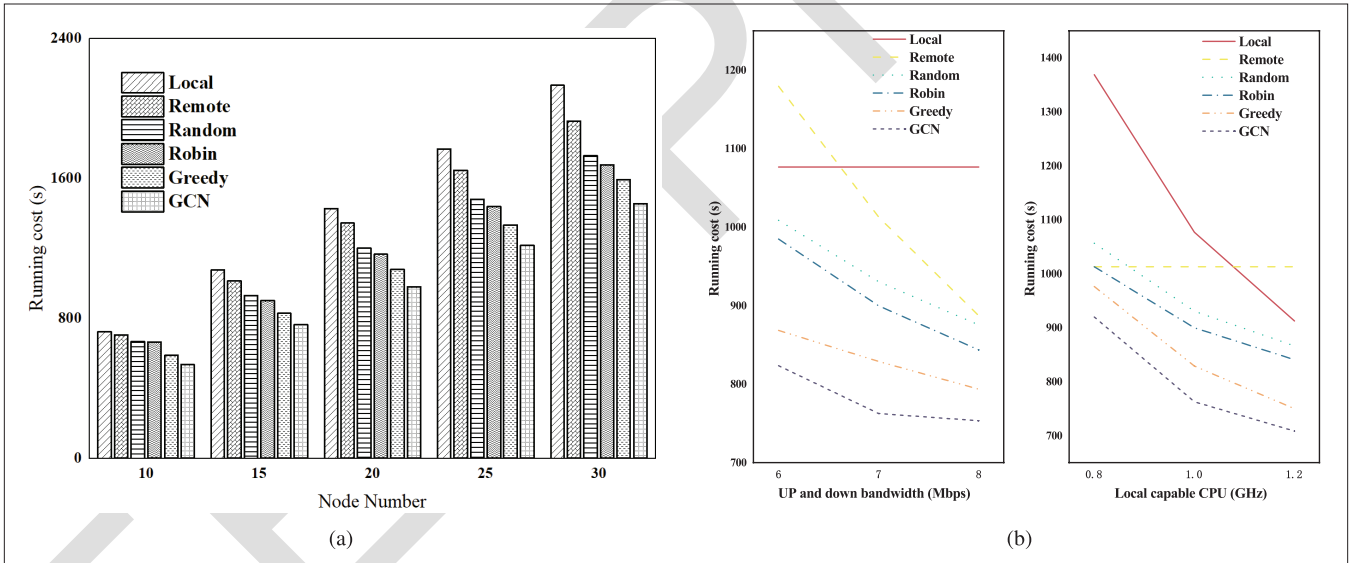 2400
1600
800
0
Running cost (s)
Local
Remote
Random
Robin
Greedy
GCN
10 15 20 25 30
Node Number
(a)
1200
1100
1000
900
800
700
Running cost (s)
Local
Remote
Random
Robin
Greedy
GCN
6 7 8
UP and down bandwidth (Mbps)
1400
1300
1200
1100
1000
900
800
700
Running cost (s)
Local
Remote
Random
Robin
Greedy
GCN
0.8 1.0 1.2
Local capable CPU (GHz)
(b)